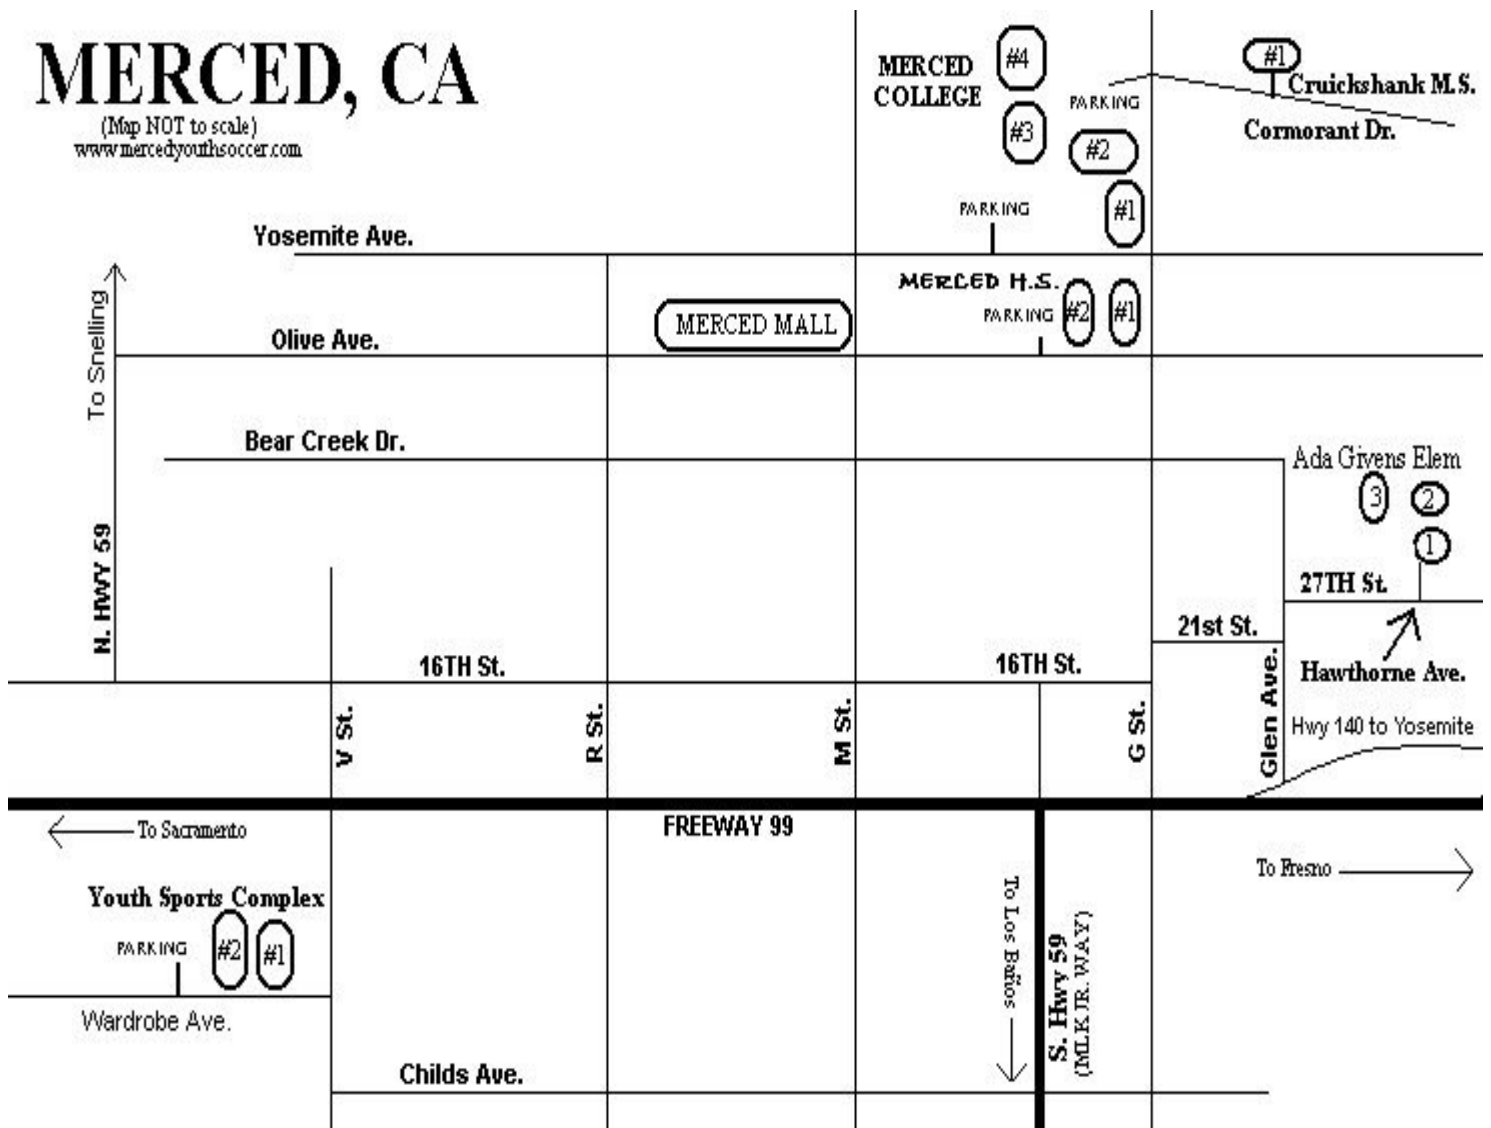 MERCED, CA
(Map NOT to scale)
www.mercedyouthsoccer.com
MERCED
COLLEGE
#4
#3
PARKING
#2
#1
PARKING
#1
Cruickshank M.S.
Cormorant Dr.
Yosemite Ave.
MERCED H.S.
PARKING
#2
#1
To Snelling
MERCED MALL
Olive Ave.
Bear Creek Dr.
Ada Givens Elem
3
2
1
N. HWY 59
27TH St.
21st St.
Hawthorne Ave.
16TH St.
16TH St.
V St.
R St.
M St.
G St.
Glen Ave.
Hwy 140 to Yosemite
To Sacramento
FREEWAY 99
To Fresno
Youth Sports Complex
PARKING
#2
#1
Wardrobe Ave.
To Los Baños
S. Hwy 59
(MLK JR. WAY)
Childs Ave.